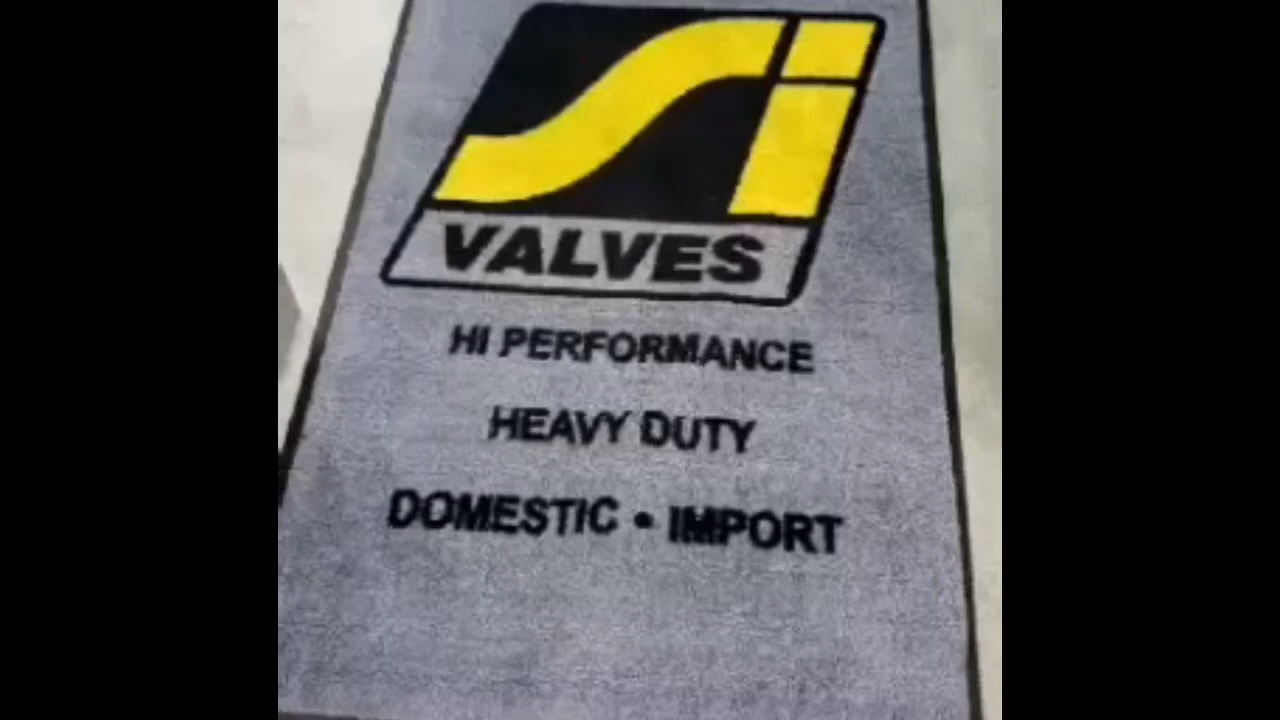 Si
VALVES
HI PERFORMANCE
HEAVY DUTY
DOMESTIC • IMPORT